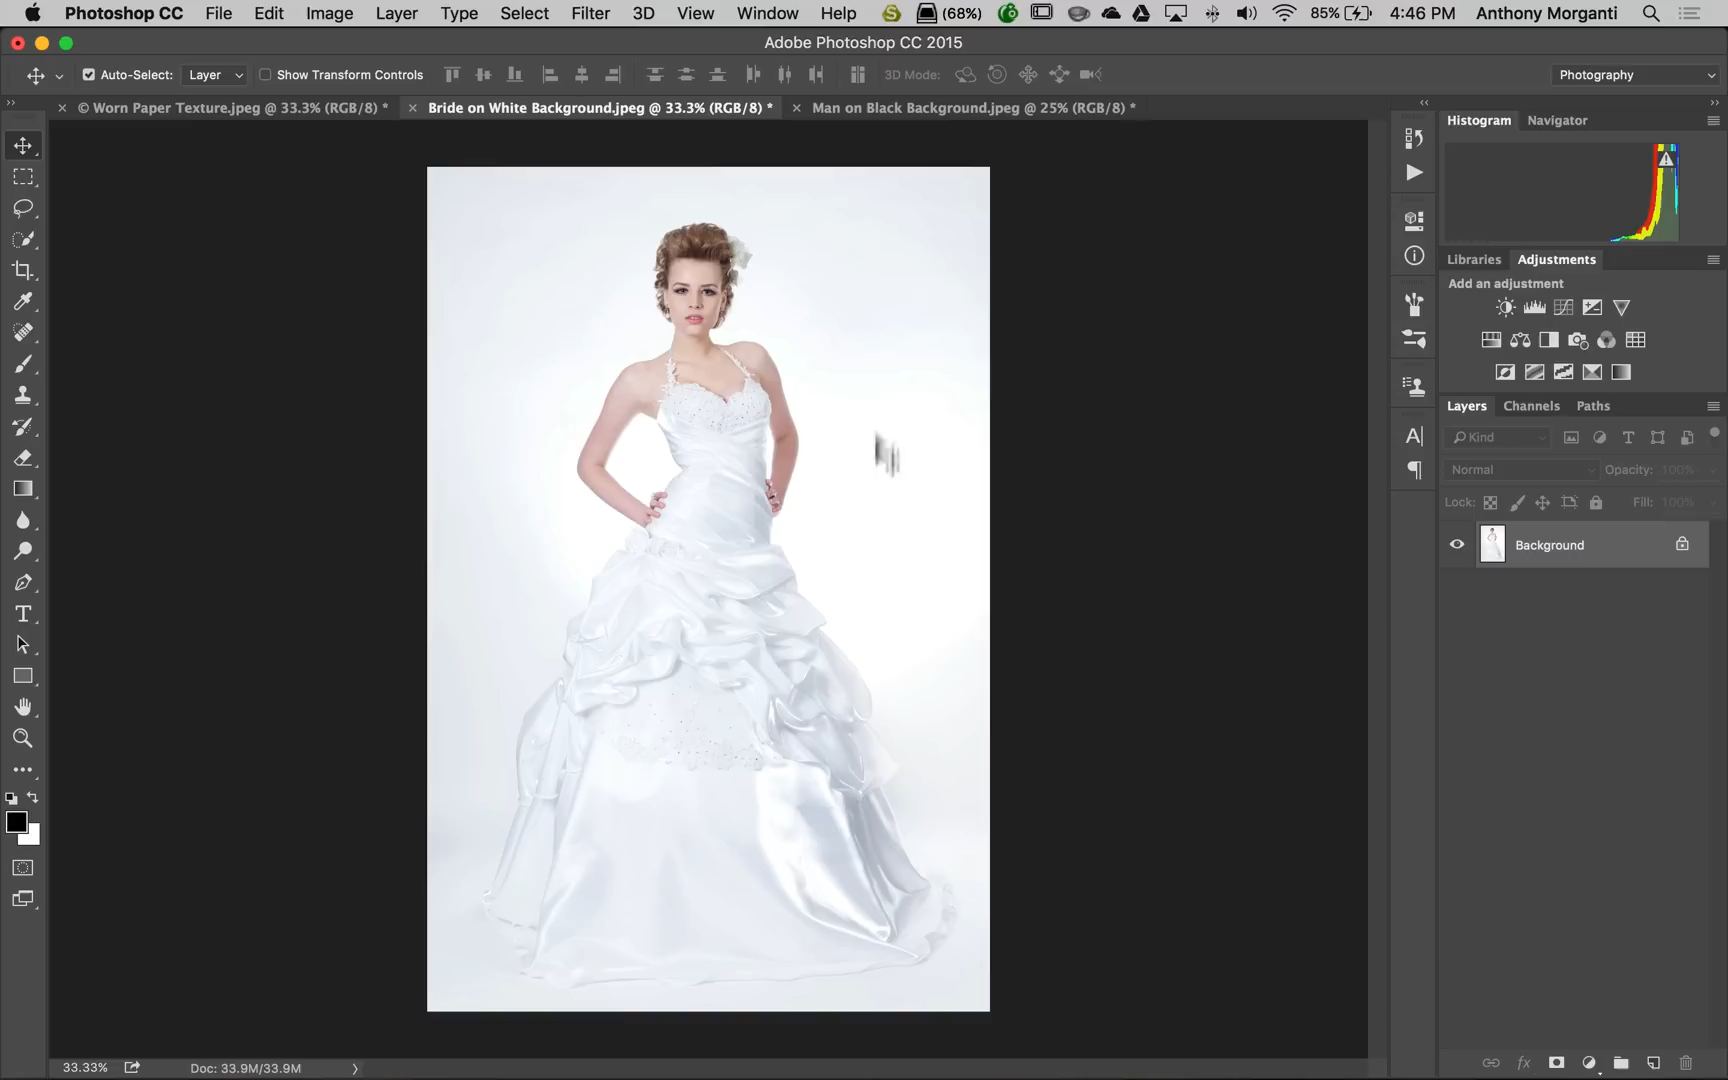 Photoshop CC File Edit Image Layer Type Select Filter 3D View Window Help (68%) 85% 4:46 PM Anthony Morganti
Adobe Photoshop CC 2015
Auto-Select: Layer Show Transform Controls 3D Mode: Photography
© Worn Paper Texture.jpeg @ 33.3% (RGB/8) * Bride on White Background.jpeg @ 33.3% (RGB/8) * Man on Black Background.jpeg @ 25% (RGB/8) *
Histogram Navigator
Libraries Adjustments
Add an adjustment
Layers Channels Paths
Kind
Normal Opacity: 100%
Lock: Fill: 100%
Background
33.33% Doc: 33.9M/33.9M